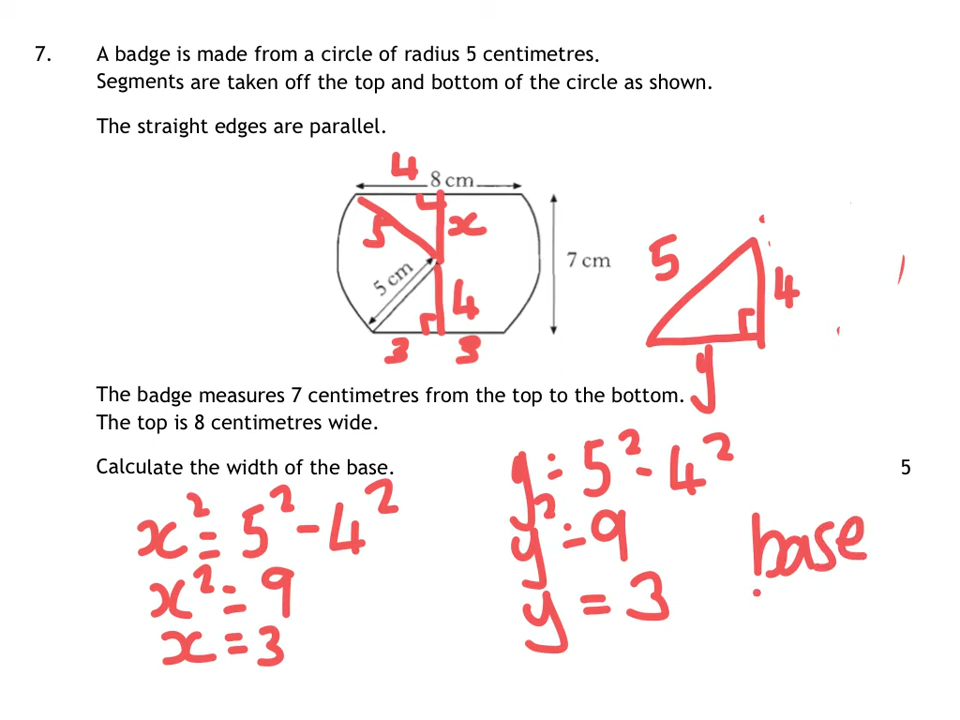 7. A badge is made from a circle of radius 5 centimetres.
Segments are taken off the top and bottom of the circle as shown.
The straight edges are parallel.
4
8 cm
5
x
5 cm
4
3 3
7 cm
5
4
y
The badge measures 7 centimetres from the top to the bottom.
The top is 8 centimetres wide.
Calculate the width of the base. 5
x² = 5² - 4²
x² = 9
x = 3
y² = 5² - 4²
y² = 9
y = 3
base